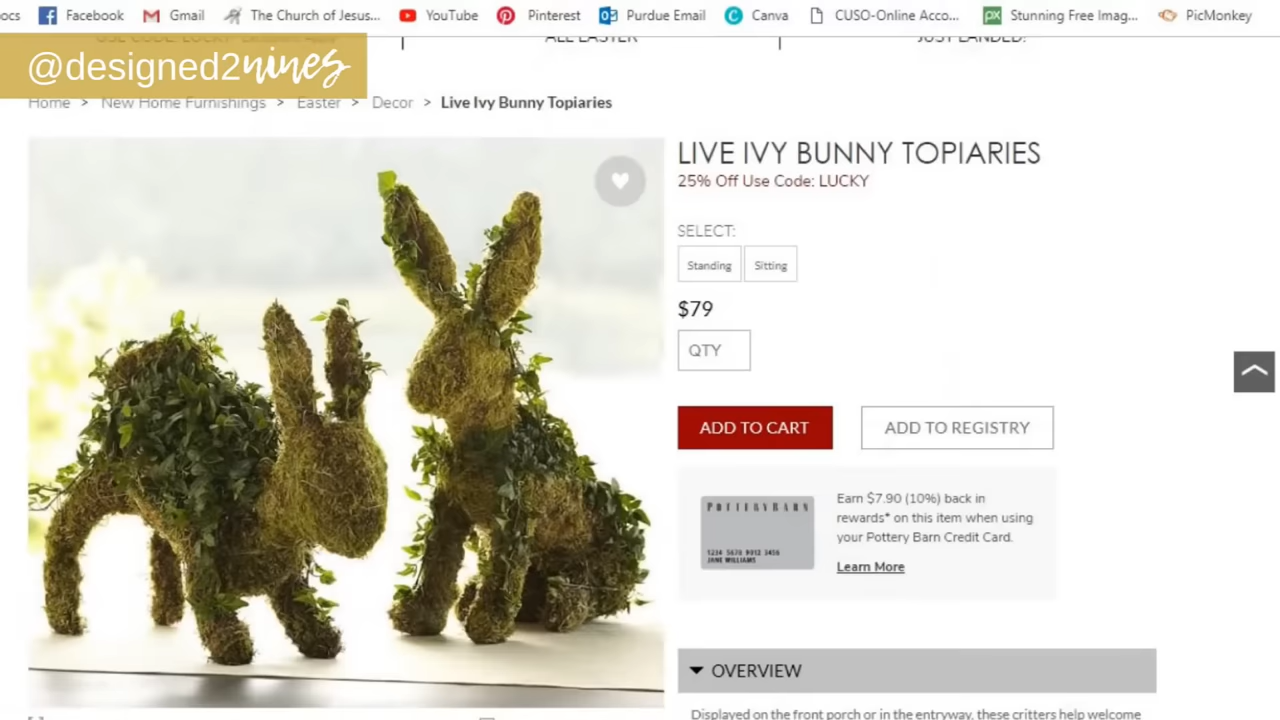 ocs Facebook Gmail The Church of Jesus... YouTube Pinterest Purdue Email Canva CUSO-Online Acco... Stunning Free Imag... PicMonkey
ALL EASTER JUST LANDED!
@designed2nines
Home > New Home Furnishings > Easter > Decor > Live Ivy Bunny Topiaries
LIVE IVY BUNNY TOPIARIES
25% Off Use Code: LUCKY
SELECT:
Standing Sitting
$79
QTY
ADD TO CART ADD TO REGISTRY
POTTERY BARN
1234 5678 9012 3456
JANE WILLIAMS
Earn $7.90 (10%) back in
rewards* on this item when using
your Pottery Barn Credit Card.
Learn More
OVERVIEW
Displayed on the front porch or in the entryway, these critters help welcome